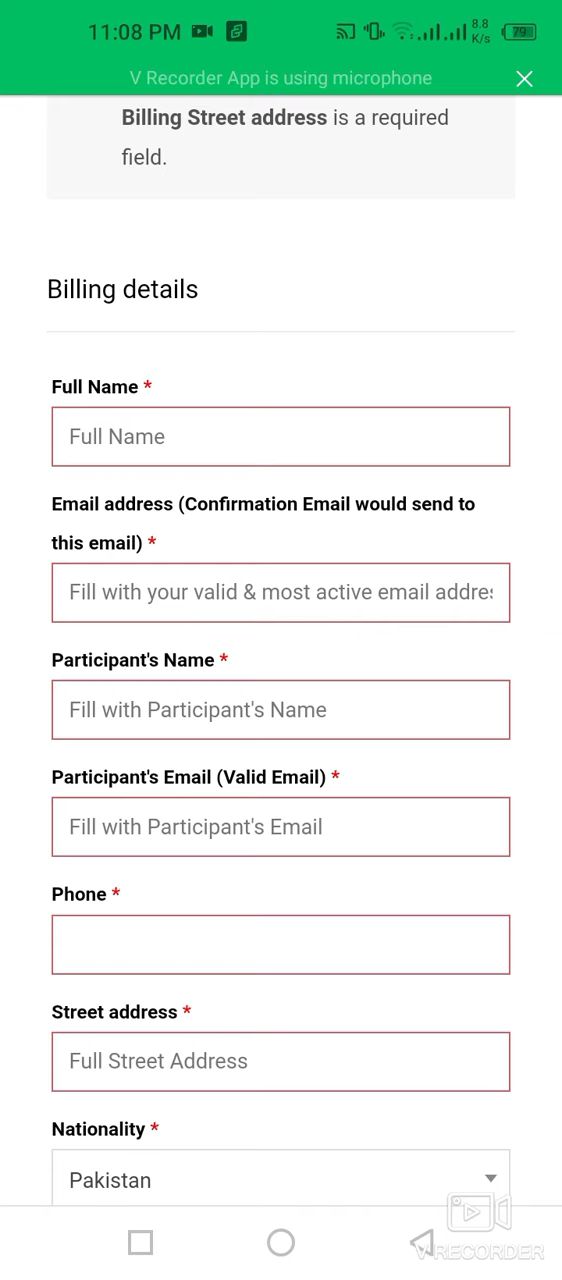 11:08 PM 8.8 K/s 79
V Recorder App is using microphone
Billing Street address is a required
field.
Billing details
Full Name *
Full Name
Email address (Confirmation Email would send to
this email) *
Fill with your valid & most active email addres
Participant's Name *
Fill with Participant's Name
Participant's Email (Valid Email) *
Fill with Participant's Email
Phone *
Street address *
Full Street Address
Nationality *
Pakistan
VRECORDER